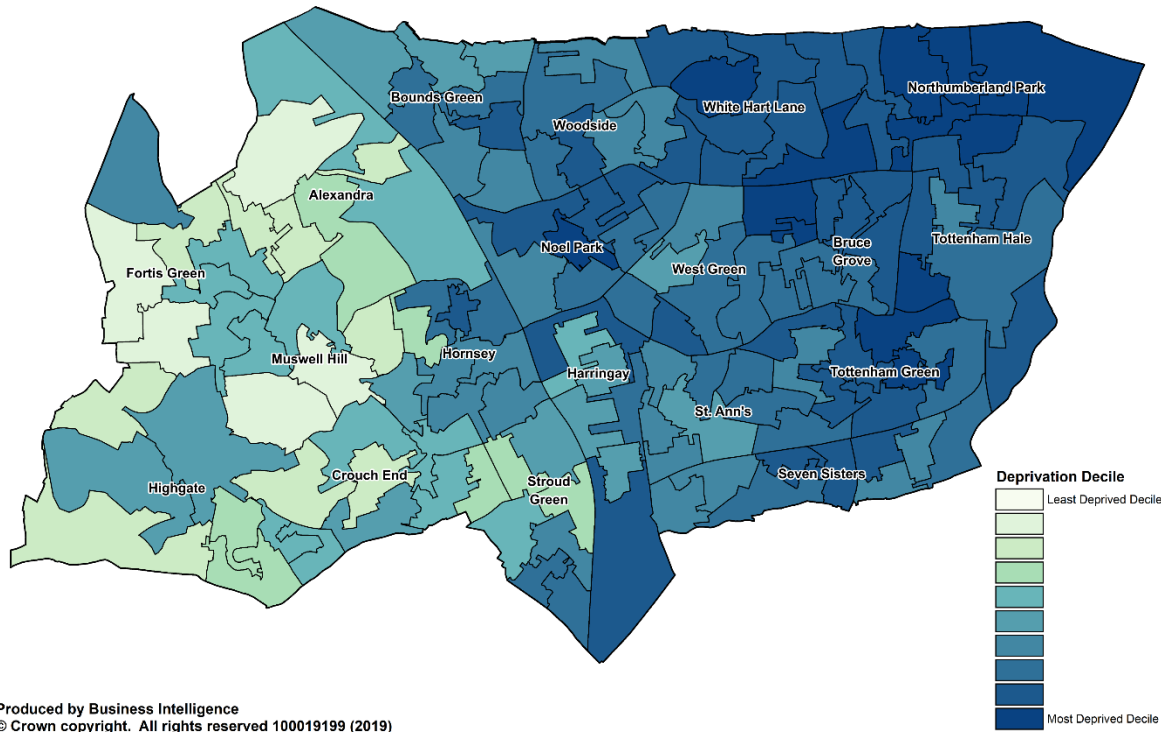 Northumberland Park
Bounds Green
White Hart Lane
Woodside
Alexandra
Tottenham Hale
Bruce
Grove
Noel Park
West Green
Fortis Green
Hornsey
Muswell Hill
Harringay
Tottenham Green
St. Ann's
Crouch End
Seven Sisters
Stroud
Green
Highgate
Deprivation Decile
Least Deprived Decile
Most Deprived Decile
Produced by Business Intelligence
© Crown copyright. All rights reserved 100019199 (2019)